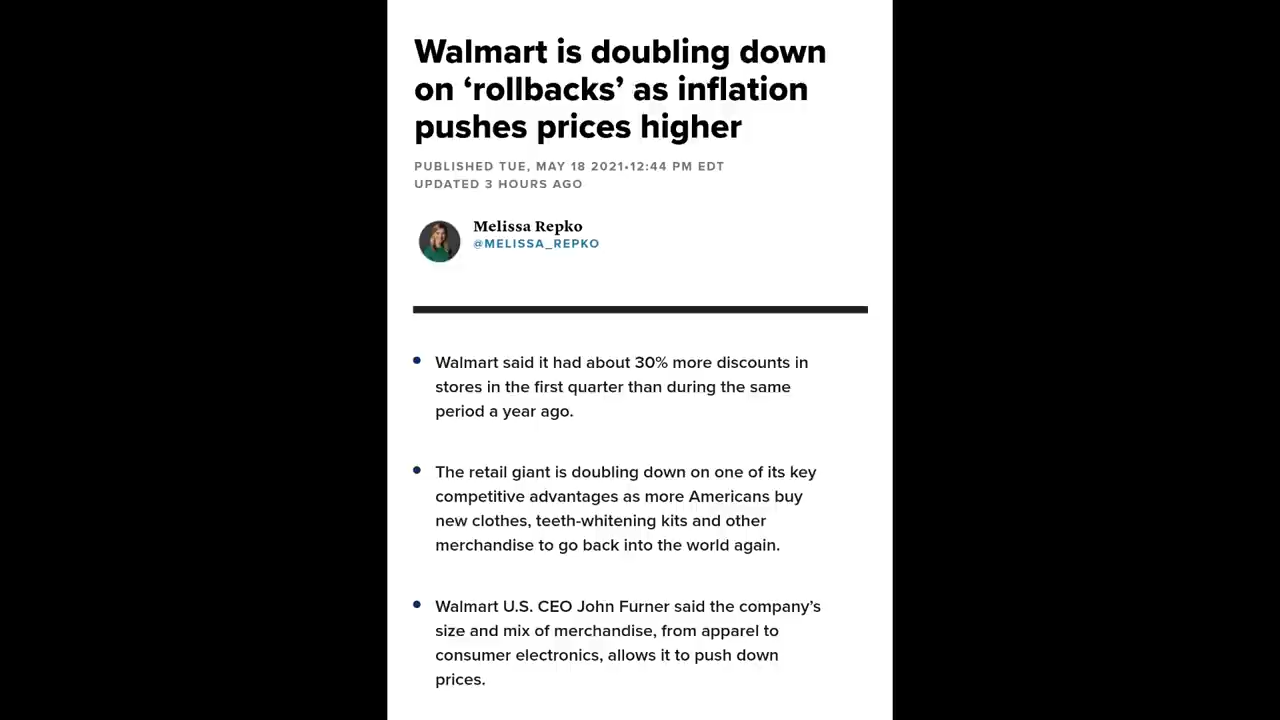 Walmart is doubling down
on ‘rollbacks’ as inflation
pushes prices higher
PUBLISHED TUE, MAY 18 2021•12:44 PM EDT
UPDATED 3 HOURS AGO
Melissa Repko
@MELISSA_REPKO
• Walmart said it had about 30% more discounts in
stores in the first quarter than during the same
period a year ago.
• The retail giant is doubling down on one of its key
competitive advantages as more Americans buy
new clothes, teeth-whitening kits and other
merchandise to go back into the world again.
• Walmart U.S. CEO John Furner said the company’s
size and mix of merchandise, from apparel to
consumer electronics, allows it to push down
prices.